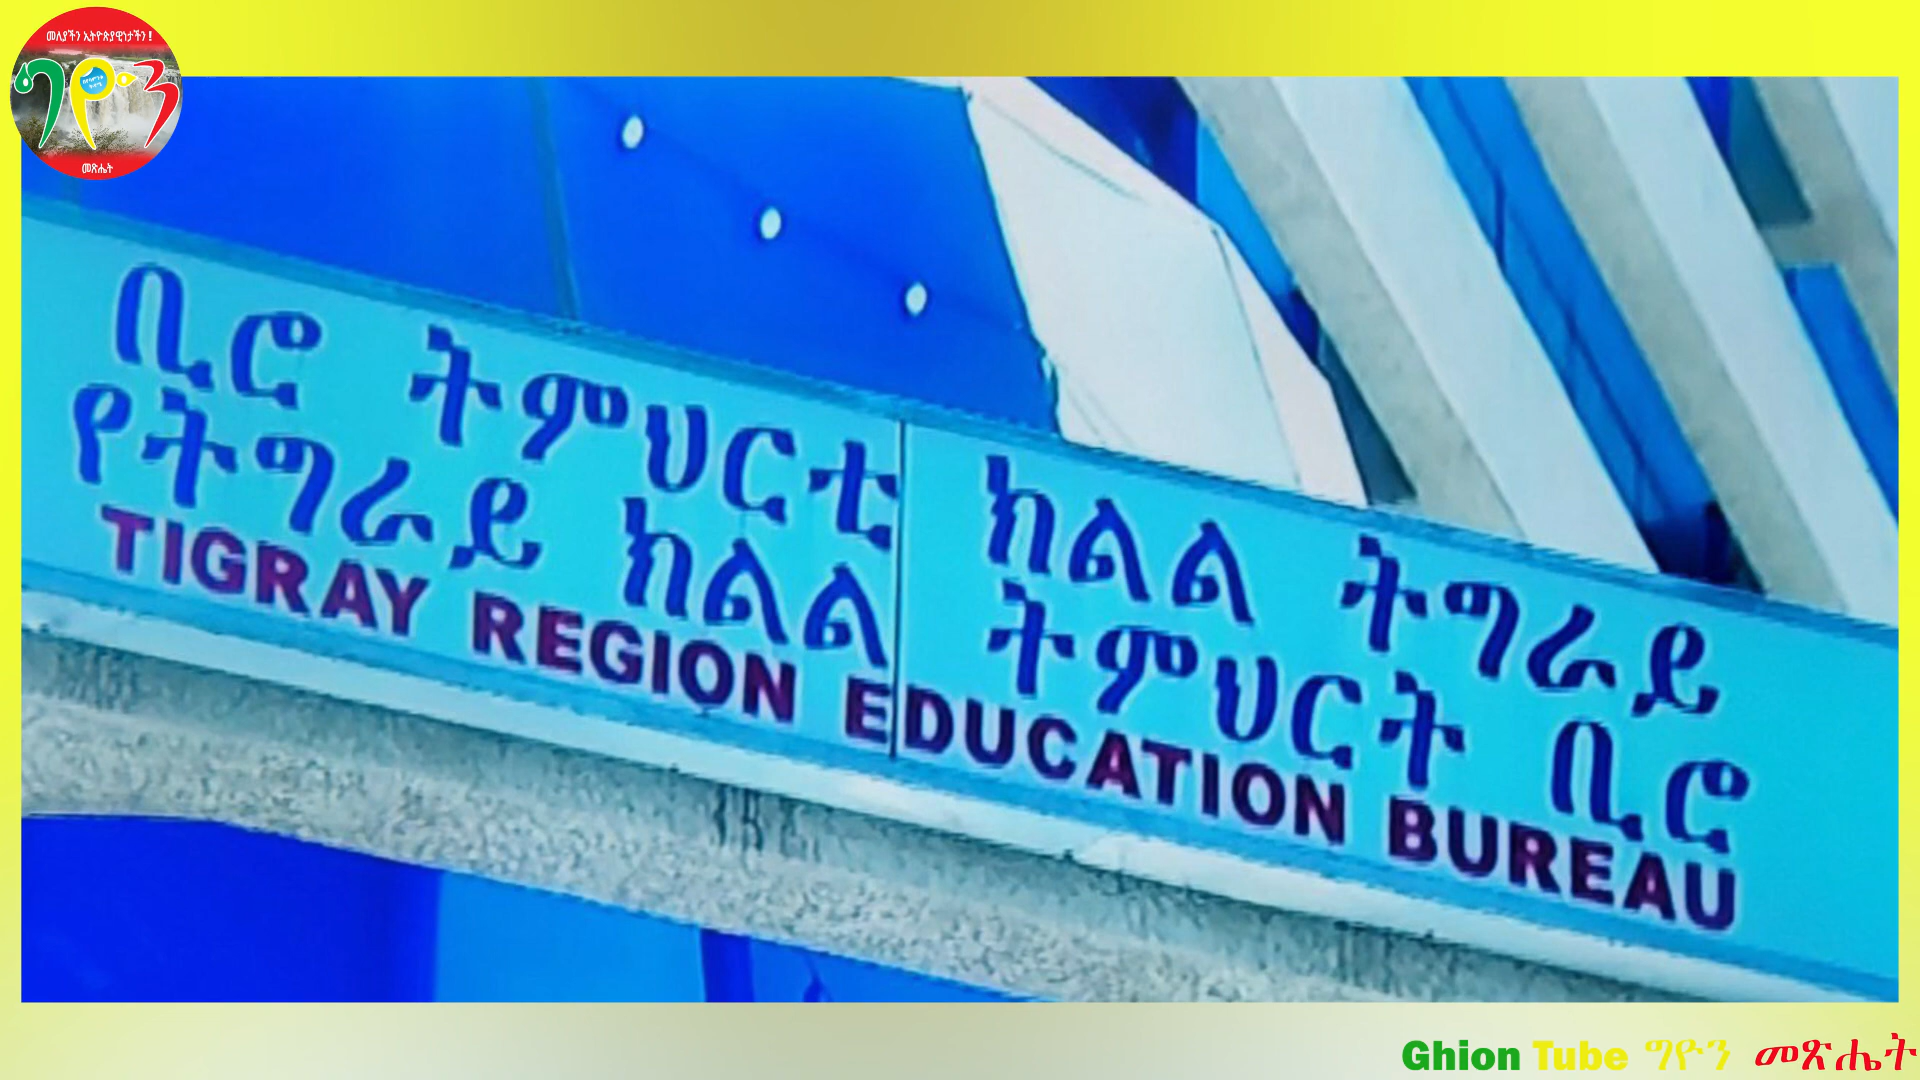 መለያችን ኢትዮጵያዊነታችን !
ግዮን
መጽሔት
ቢሮ ትምህርቲ ክልል ትግራይ
የትግራይ ክልል ትምህርት ቢሮ
TIGRAY REGION EDUCATION BUREAU
Ghion Tube ግዮን መጽሔት